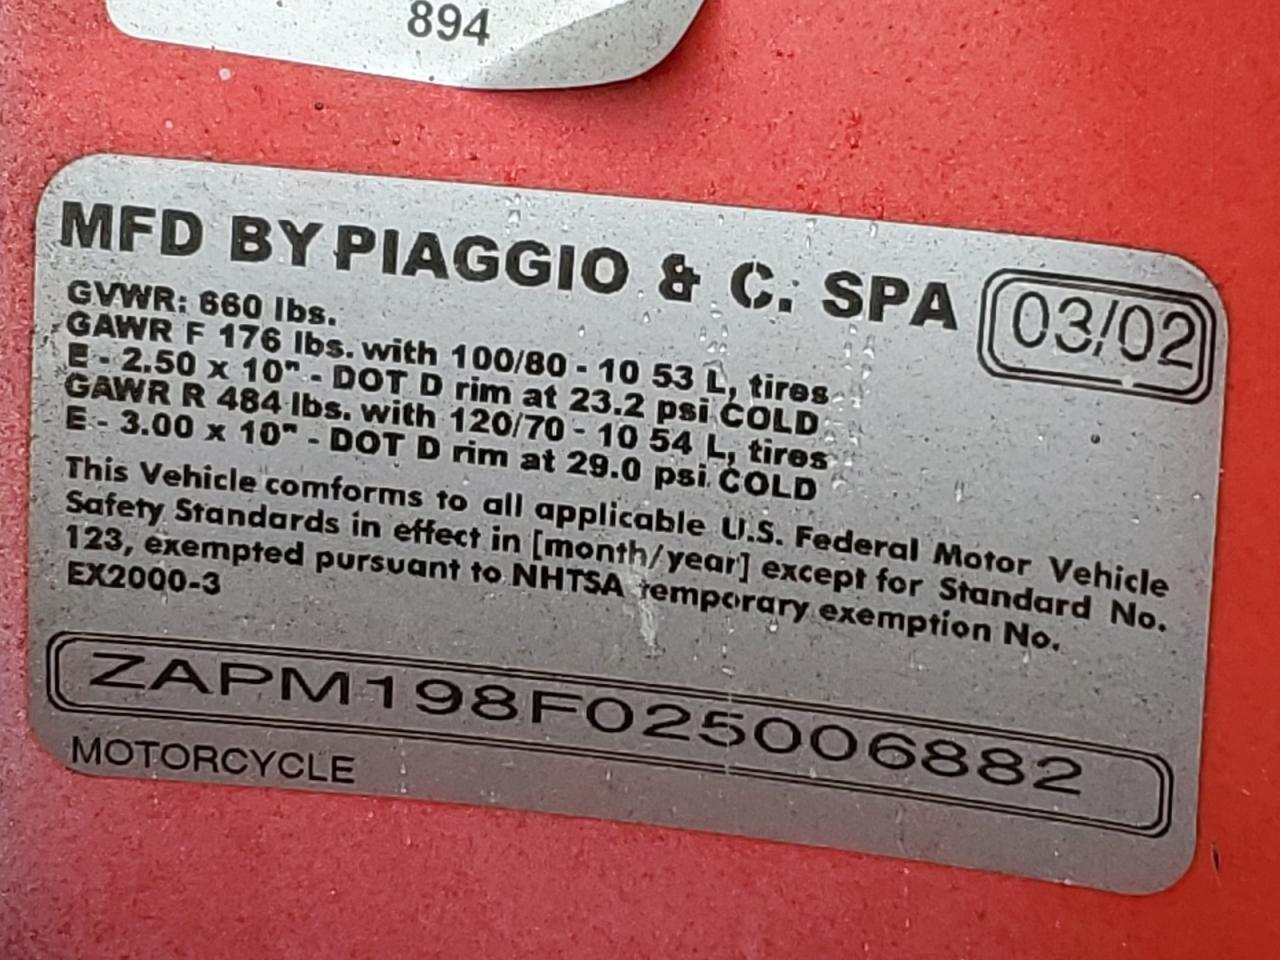 894
MFD BY PIAGGIO & C. SPA 03/02
GVWR: 660 lbs.
GAWR F 176 lbs. with 100/80 - 10 53 L, tires
E - 2.50 x 10" - DOT D rim at 23.2 psi COLD
GAWR R 484 lbs. with 120/70 - 10 54 L, tires
E - 3.00 x 10" - DOT D rim at 29.0 psi COLD
This Vehicle comforms to all applicable U.S. Federal Motor Vehicle
Safety Standards in effect in [month/year] except for Standard No.
123, exempted pursuant to NHTSA temporary exemption No.
EX2000-3
ZAPM198F025006882
MOTORCYCLE